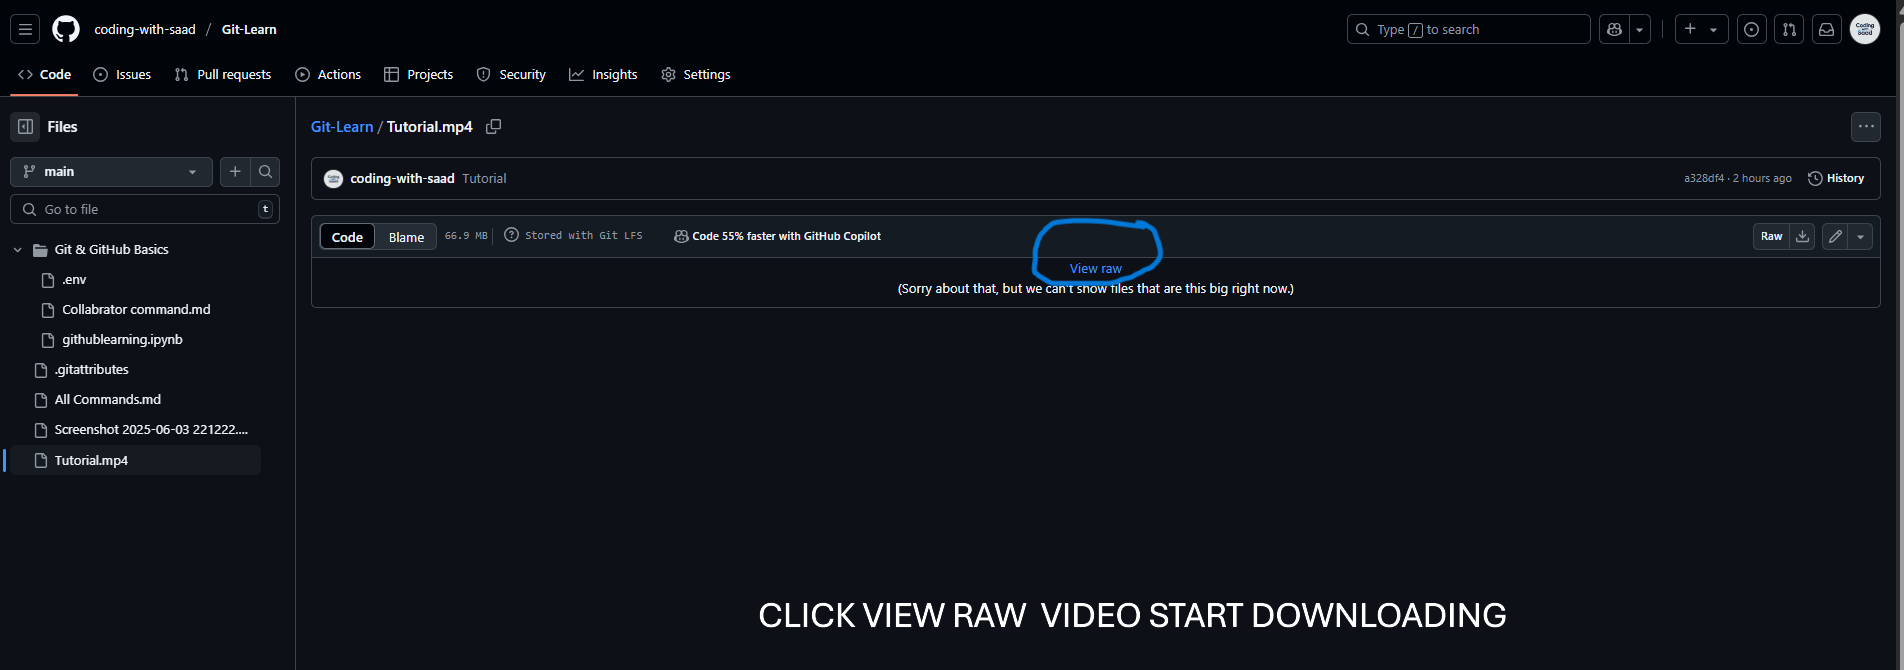 coding-with-saad / Git-Learn
Type / to search
Coding with Saad
Code Issues Pull requests Actions Projects Security Insights Settings
Files
main
Go to file t
Git & GitHub Basics
.env
Collabrator command.md
githublearning.ipynb
.gitattributes
All Commands.md
Screenshot 2025-06-03 221222....
Tutorial.mp4
Git-Learn / Tutorial.mp4
coding-with-saad Tutorial
a328df4 · 2 hours ago History
Code Blame 66.9 MB Stored with Git LFS Code 55% faster with GitHub Copilot
Raw
View raw
(Sorry about that, but we can't show files that are this big right now.)
CLICK VIEW RAW VIDEO START DOWNLOADING